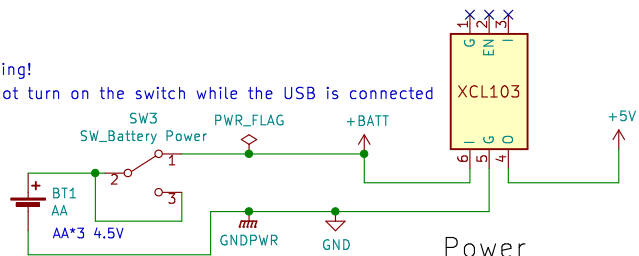 1 2 3
G EN I
ing!
ot turn on the switch while the USB is connected
XCL103
SW3
SW_Battery Power
PWR_FLAG
+BATT
+5V
I G O
6 5 4
1
2
3
BT1
AA
AA*3 4.5V
GNDPWR
GND
Power